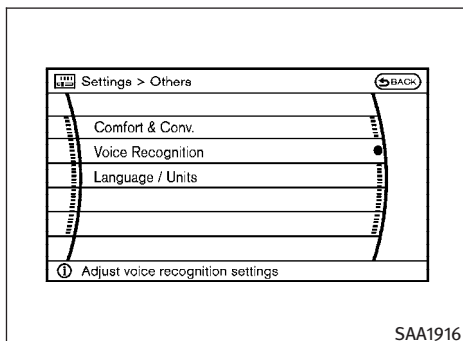 Settings > Others
BACK
Comfort & Conv.
Voice Recognition
Language / Units
Adjust voice recognition settings
SAA1916